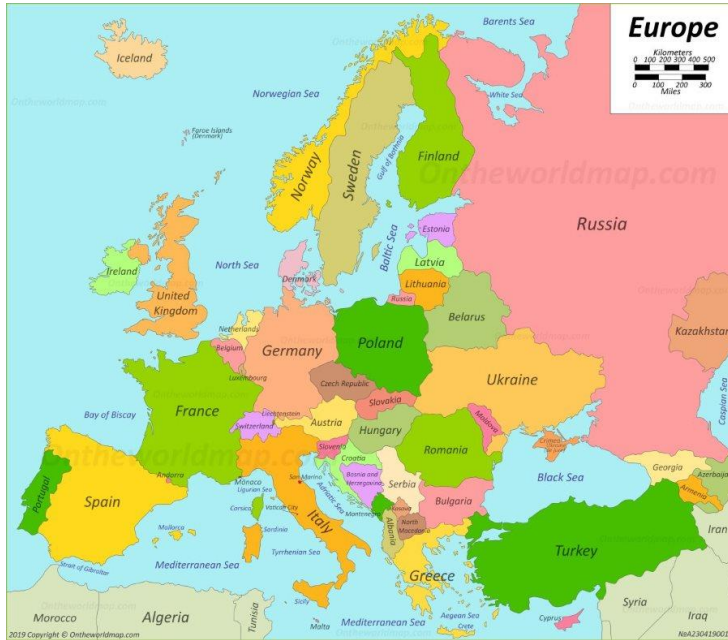 Europe
Kilometers
0 100 200 300 400 500
0 100 200 300
Miles
Barents Sea
Iceland
White Sea
Norwegian Sea
Ontheworldmap.com
Faroe Islands
(Denmark)
Finland
Norway
Sweden
Gulf of Bothnia
Ontheworldmap.com
Russia
Estonia
Baltic Sea
North Sea
Latvia
Ireland
Denmark
Lithuania
United
Kingdom
Russia
Belarus
Kazakhstan
Netherlands
Germany
Poland
Belgium
Caspian Sea
Luxembourg
Czech Republic
Ukraine
Slakovia
France
Bay of Biscay
Liechtenstein
Austria
Switzerland
Hungary
Moldova
Slovenia
Romania
Croatia
Georgia
Andorra
Monaco
San Marino
Bosnia and
Herzegovina
Serbia
Black Sea
Azerbaijan
Portugal
Spain
Ligurian Sea
Adriatic Sea
Bulgaria
Armenia
Corsica
Vatican City
Montenegro
Kosovo
Italy
North
Macedonia
Albania
Mallorca
Sardinia
Iran
Turkey
Tyrrhenian Sea
Strait of Gibraltar
Mediterranean Sea
Greece
Morocco
Algeria
Tunisia
Sicily
Malta
Mediterranean Sea
Aegean Sea
Crete
Cyprus
Syria
Iraq
2019 Copyright © Ontheworldmap.com